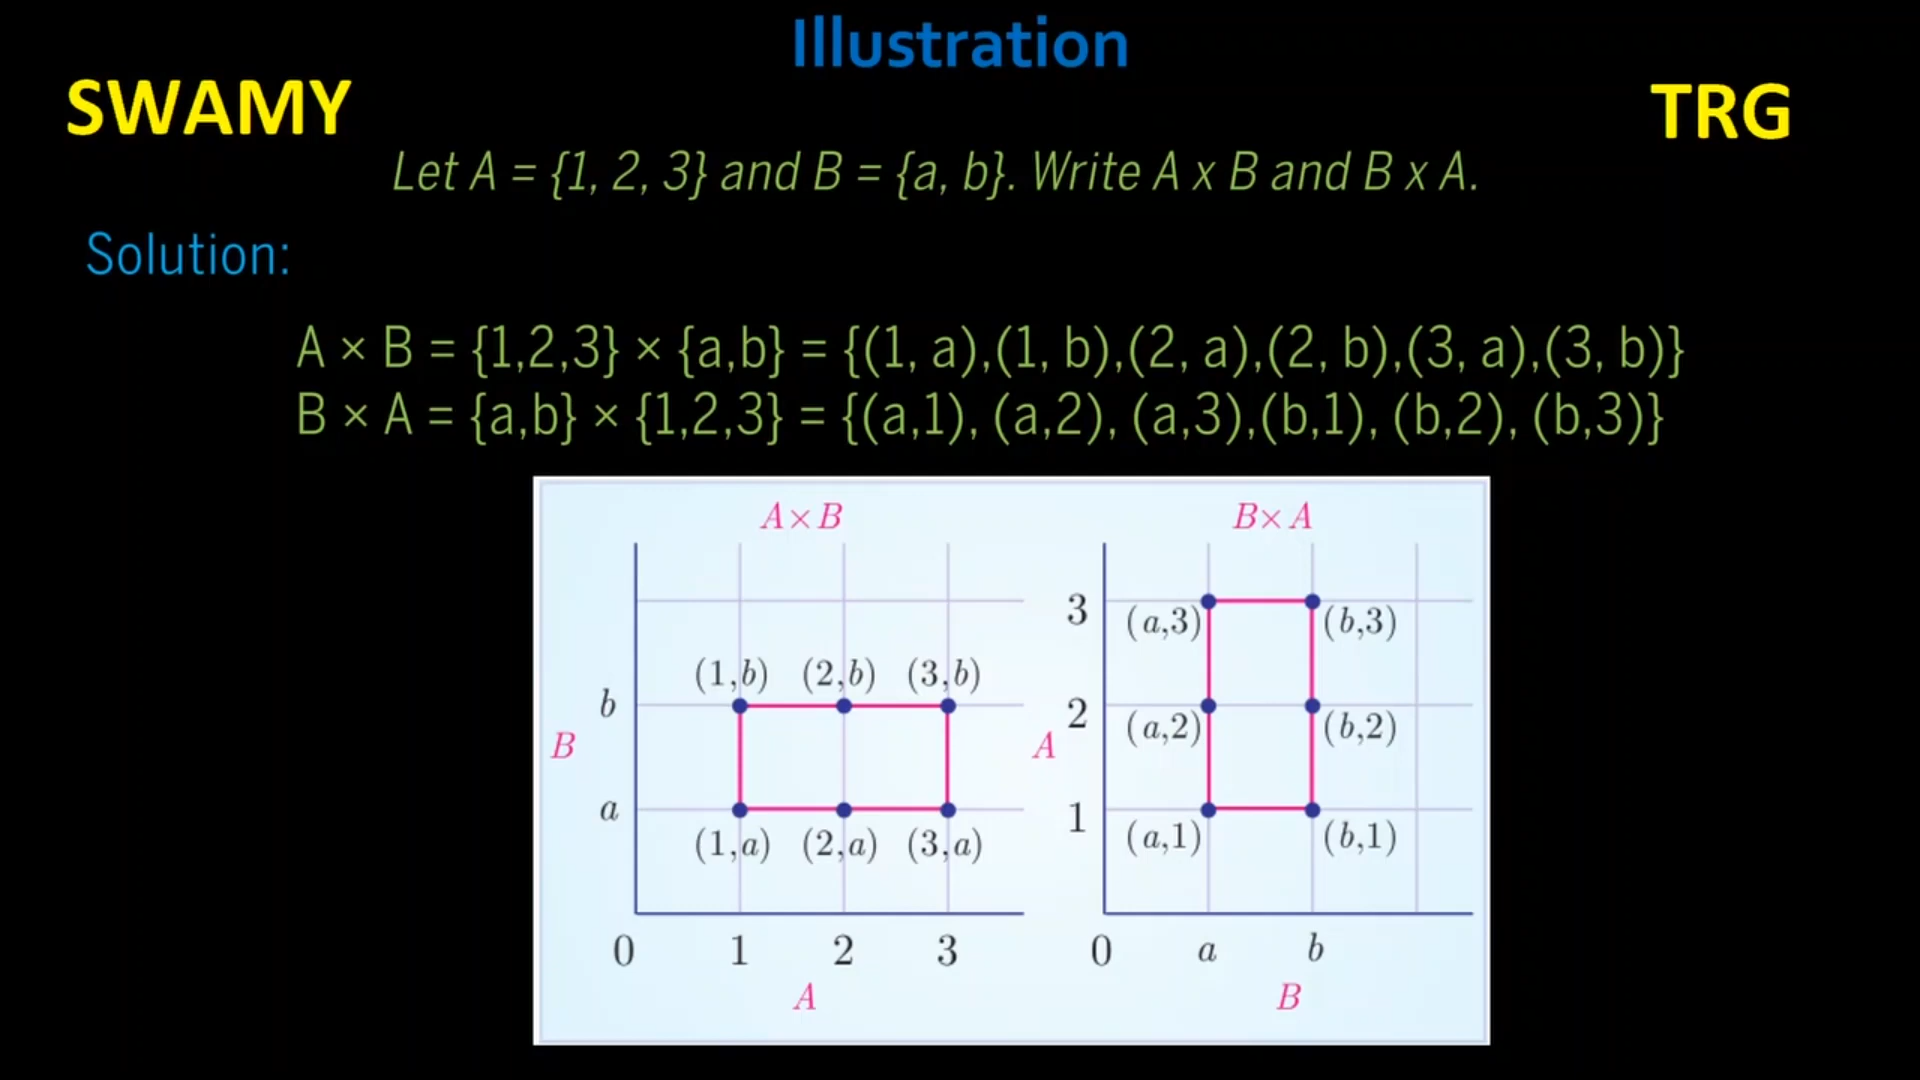 Illustration
SWAMY
TRG
Let A = {1, 2, 3} and B = {a, b}. Write A x B and B x A.
Solution:
A × B = {1,2,3} × {a,b} = {(1, a),(1, b),(2, a),(2, b),(3, a),(3, b)}
B × A = {a,b} × {1,2,3} = {(a,1), (a,2), (a,3),(b,1), (b,2), (b,3)}
A×B
(1,b) (2,b) (3,b)
b
B
a
(1,a) (2,a) (3,a)
0 1 2 3
A
B×A
3 (a,3) (b,3)
2 (a,2) (b,2)
A
1 (a,1) (b,1)
0 a b
B